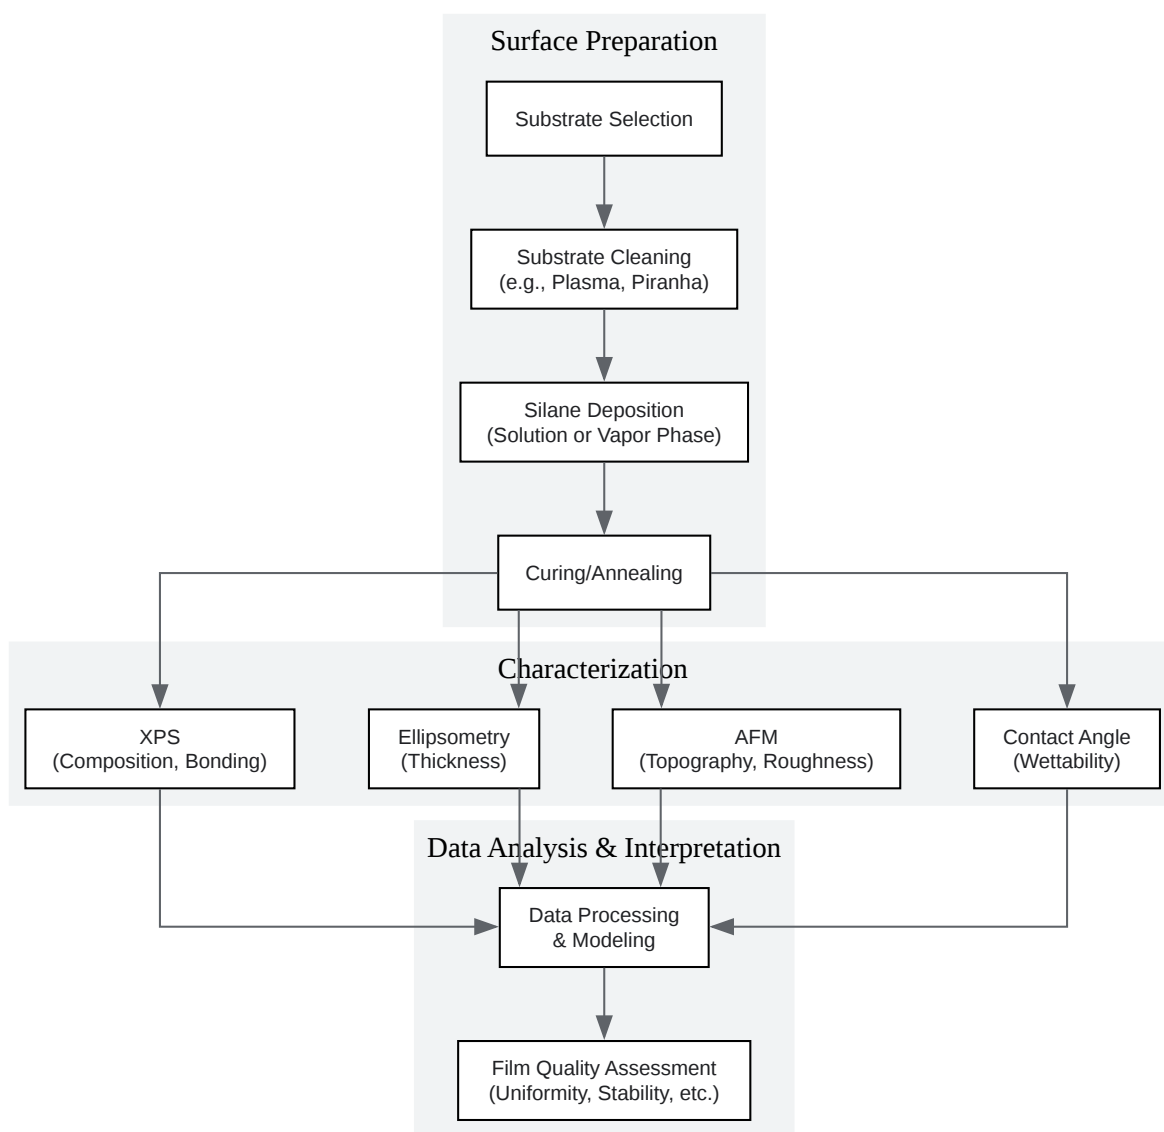 Surface Preparation
Substrate Selection
Substrate Cleaning
(e.g., Plasma, Piranha)
Silane Deposition
(Solution or Vapor Phase)
Curing/Annealing
Characterization
XPS
(Composition, Bonding)
Ellipsometry
(Thickness)
AFM
(Topography, Roughness)
Contact Angle
(Wettability)
Data Analysis & Interpretation
Data Processing
& Modeling
Film Quality Assessment
(Uniformity, Stability, etc.)